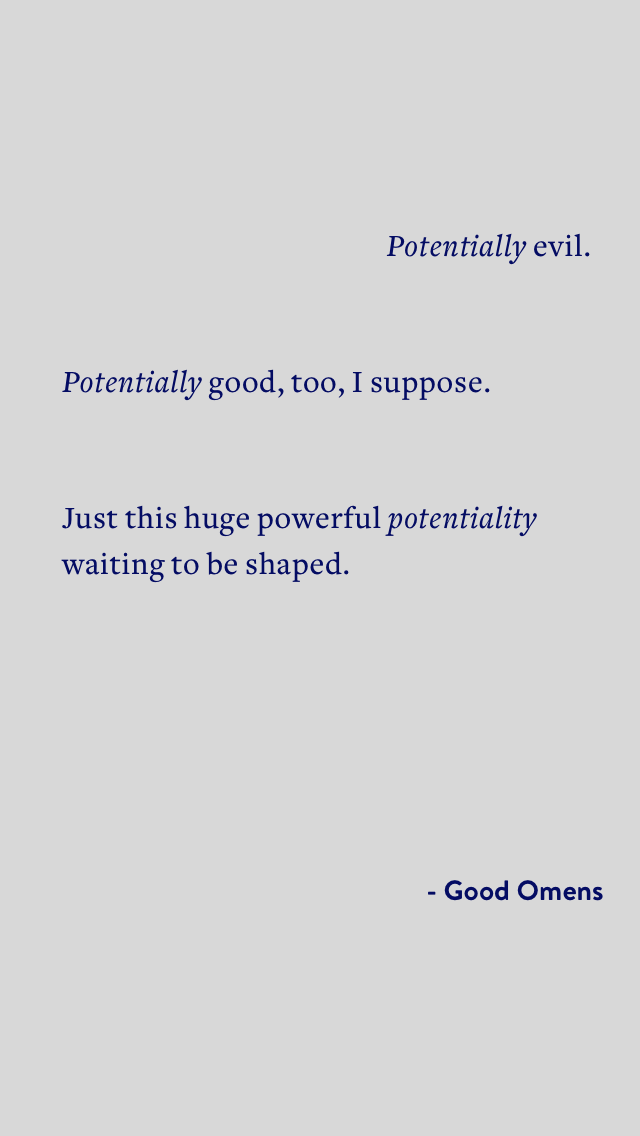 Potentially evil.
Potentially good, too, I suppose.
Just this huge powerful potentiality
waiting to be shaped.
- Good Omens